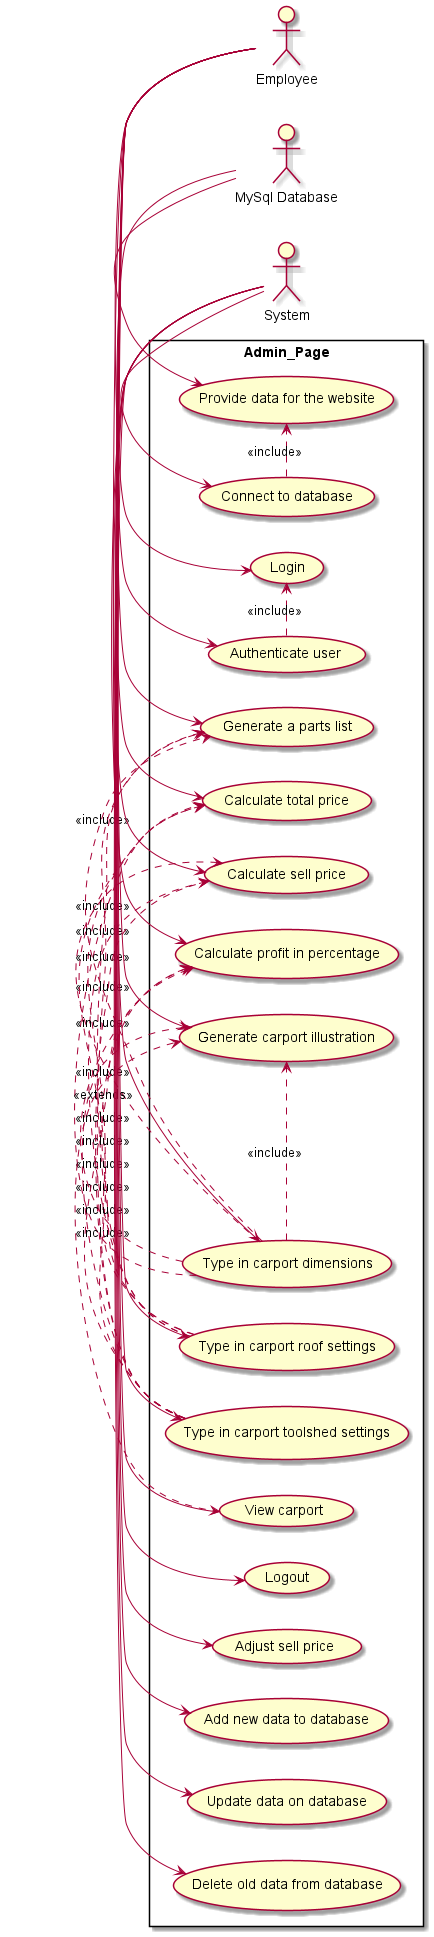 Employee
MySql Database
System
Admin_Page
Provide data for the website
«include»
Connect to database
Login
«include»
Authenticate user
Generate a parts list
Calculate total price
«include»
Calculate sell price
«include»
«include»
Calculate profit in percentage
«include»
«include»
«include»
Generate carport illustration
«include»
«extends»
«include»
«include»
«include»
«include»
«include»
«include»
«include»
Type in carport dimensions
Type in carport roof settings
Type in carport toolshed settings
View carport
Logout
Adjust sell price
Add new data to database
Update data on database
Delete old data from database